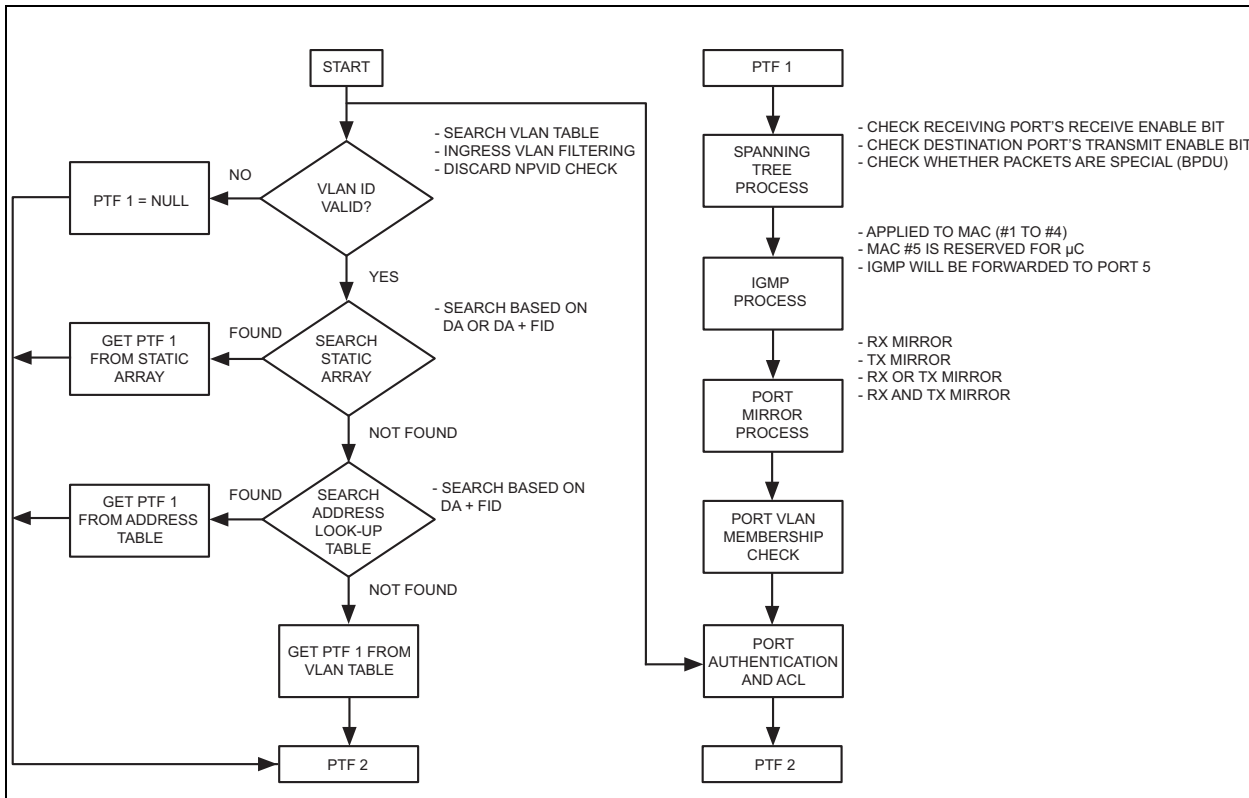 START
- SEARCH VLAN TABLE
- INGRESS VLAN FILTERING
- DISCARD NPVID CHECK
VLAN ID
VALID?
NO
PTF 1 = NULL
YES
- SEARCH BASED ON
DA OR DA + FID
SEARCH
STATIC
ARRAY
FOUND
GET PTF 1
FROM STATIC
ARRAY
NOT FOUND
- SEARCH BASED ON
DA + FID
SEARCH
ADDRESS
LOOK-UP
TABLE
FOUND
GET PTF 1
FROM ADDRESS
TABLE
NOT FOUND
GET PTF 1 FROM
VLAN TABLE
PTF 2
PTF 1
SPANNING
TREE
PROCESS
- CHECK RECEIVING PORT'S RECEIVE ENABLE BIT
- CHECK DESTINATION PORT'S TRANSMIT ENABLE BIT
- CHECK WHETHER PACKETS ARE SPECIAL (BPDU)
IGMP
PROCESS
- APPLIED TO MAC (#1 TO #4)
- MAC #5 IS RESERVED FOR µC
- IGMP WILL BE FORWARDED TO PORT 5
PORT
MIRROR
PROCESS
- RX MIRROR
- TX MIRROR
- RX OR TX MIRROR
- RX AND TX MIRROR
PORT VLAN
MEMBERSHIP
CHECK
PORT
AUTHENTICATION
AND ACL
PTF 2